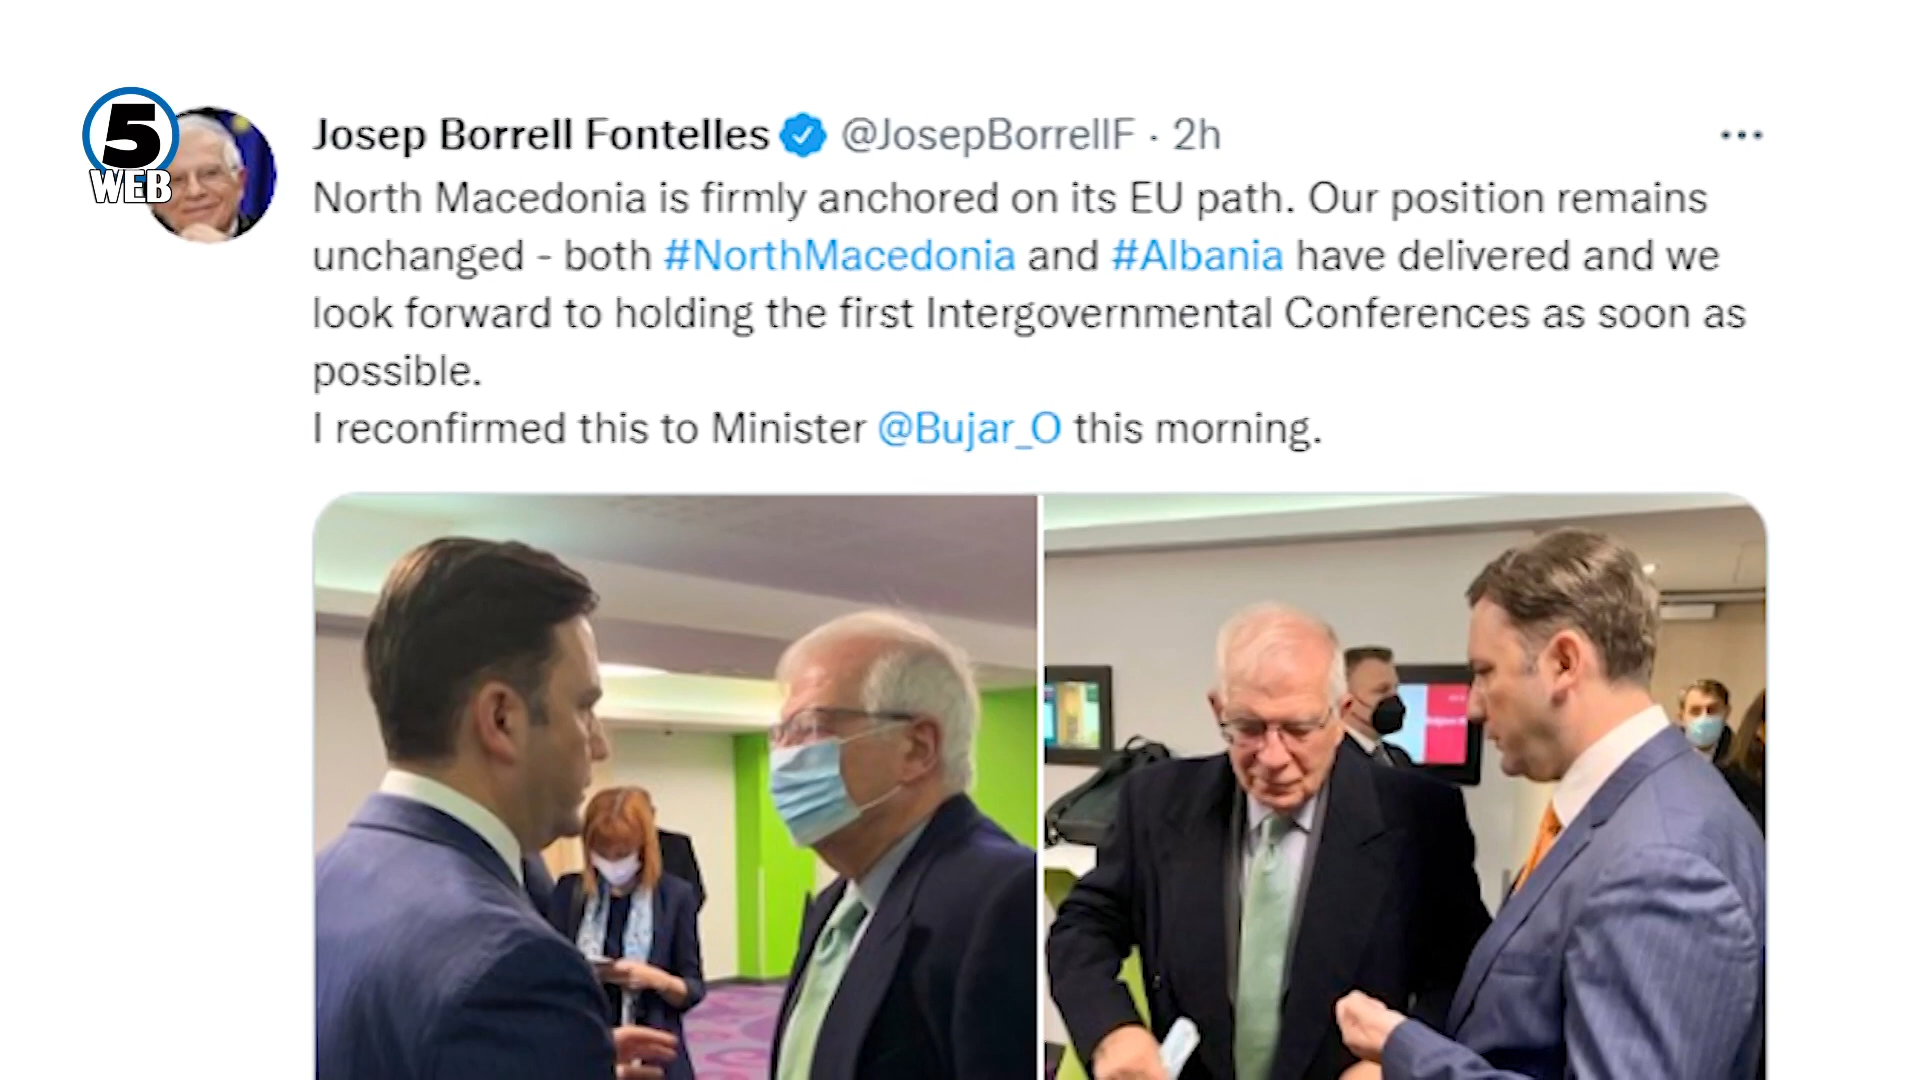 5
WEB
Josep Borrell Fontelles @JosepBorrellF · 2h
North Macedonia is firmly anchored on its EU path. Our position remains
unchanged - both #NorthMacedonia and #Albania have delivered and we
look forward to holding the first Intergovernmental Conferences as soon as
possible.
I reconfirmed this to Minister @Bujar_O this morning.